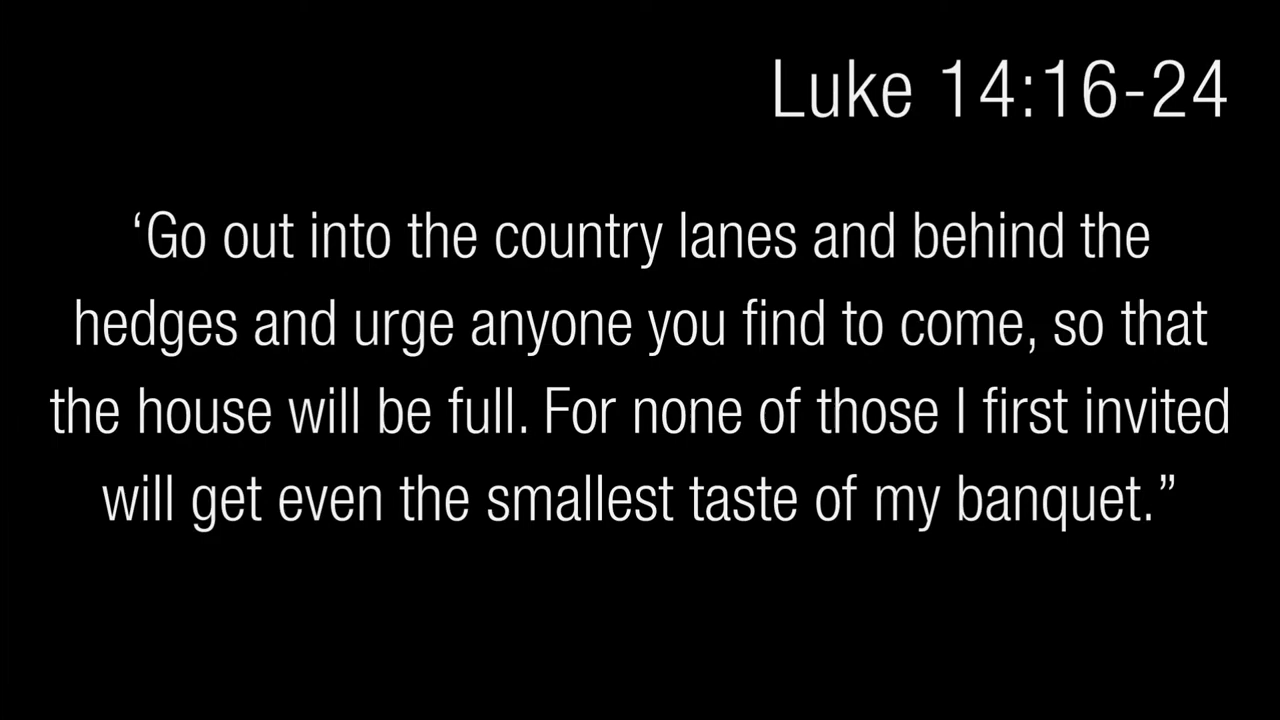 Luke 14:16-24
‘Go out into the country lanes and behind the
hedges and urge anyone you find to come, so that
the house will be full. For none of those I first invited
will get even the smallest taste of my banquet.”